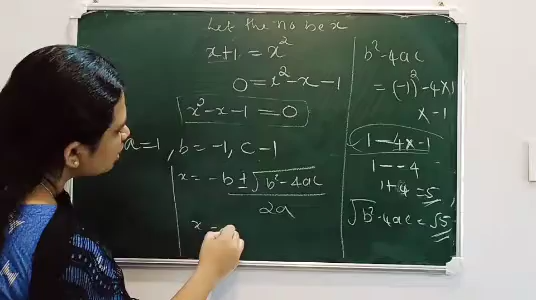 Let the no be x
x+1 = x²
0 = x² - x - 1
x² - x - 1 = 0
a=1, b = -1, c - 1
x = -b ± √b² - 4ac
2a
x =
b² - 4ac
= (-1)² - 4×1
× -1
1 - 4× -1
1 - - 4
1+4 = 5
√b² - 4ac = √5